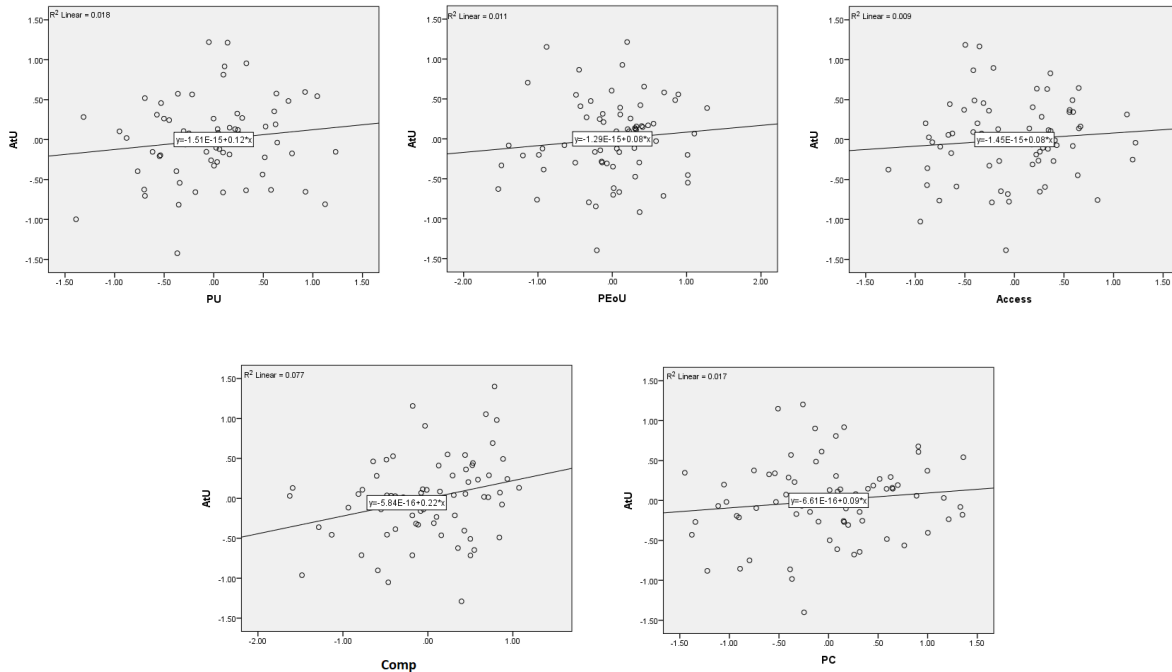 R² Linear = 0.018
1.50
1.00
.50
.00
-.50
-1.00
-1.50
AtU
y=-1.51E-15+0.12*x
-1.50 -1.00 -.50 .00 .50 1.00 1.50
PU
R² Linear = 0.011
1.50
1.00
.50
.00
-.50
-1.00
-1.50
AtU
y=-1.29E-15+0.08*x
-2.00 -1.00 .00 1.00 2.00
PEoU
R² Linear = 0.009
1.50
1.00
.50
.00
-.50
-1.00
-1.50
AtU
y=-1.45E-15+0.08*x
-1.50 -1.00 -.50 .00 .50 1.00 1.50
Access
R² Linear = 0.077
1.50
1.00
.50
.00
-.50
-1.00
-1.50
AtU
y=-5.84E-16+0.22*x
-2.00 -1.00 .00 1.00
Comp
R² Linear = 0.017
1.50
1.00
.50
.00
-.50
-1.00
-1.50
AtU
y=-6.61E-16+0.09*x
-1.50 -1.00 -.50 .00 .50 1.00 1.50
PC